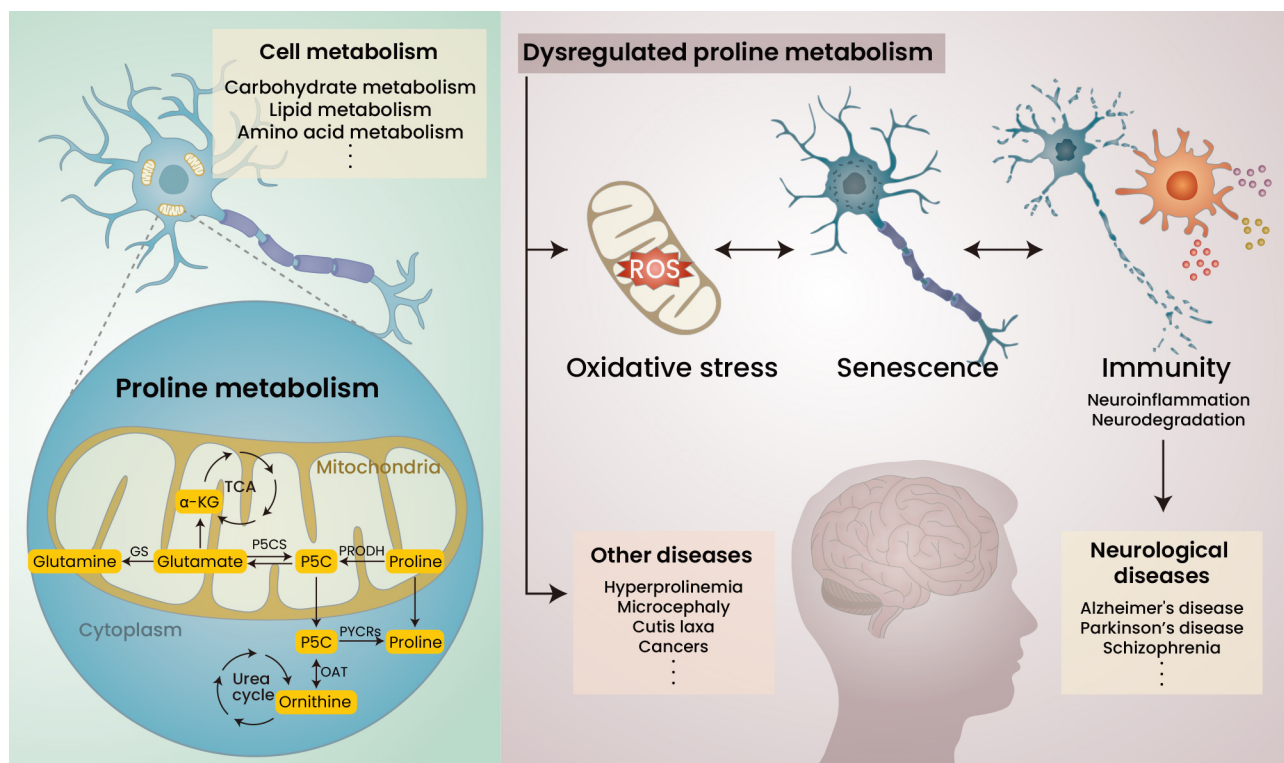 Cell metabolism
Carbohydrate metabolism
Lipid metabolism
Amino acid metabolism
⋮
Proline metabolism
Mitochondria
TCA
α-KG
Glutamine
GS
Glutamate
P5CS
P5C
PRODH
Proline
Cytoplasm
P5C
PYCRs
Proline
OAT
Urea
cycle
Ornithine
Dysregulated proline metabolism
ROS
Oxidative stress
Senescence
Immunity
Neuroinflammation
Neurodegradation
Other diseases
Hyperprolinemia
Microcephaly
Cutis laxa
Cancers
⋮
Neurological
diseases
Alzheimer's disease
Parkinson’s disease
Schizophrenia
⋮